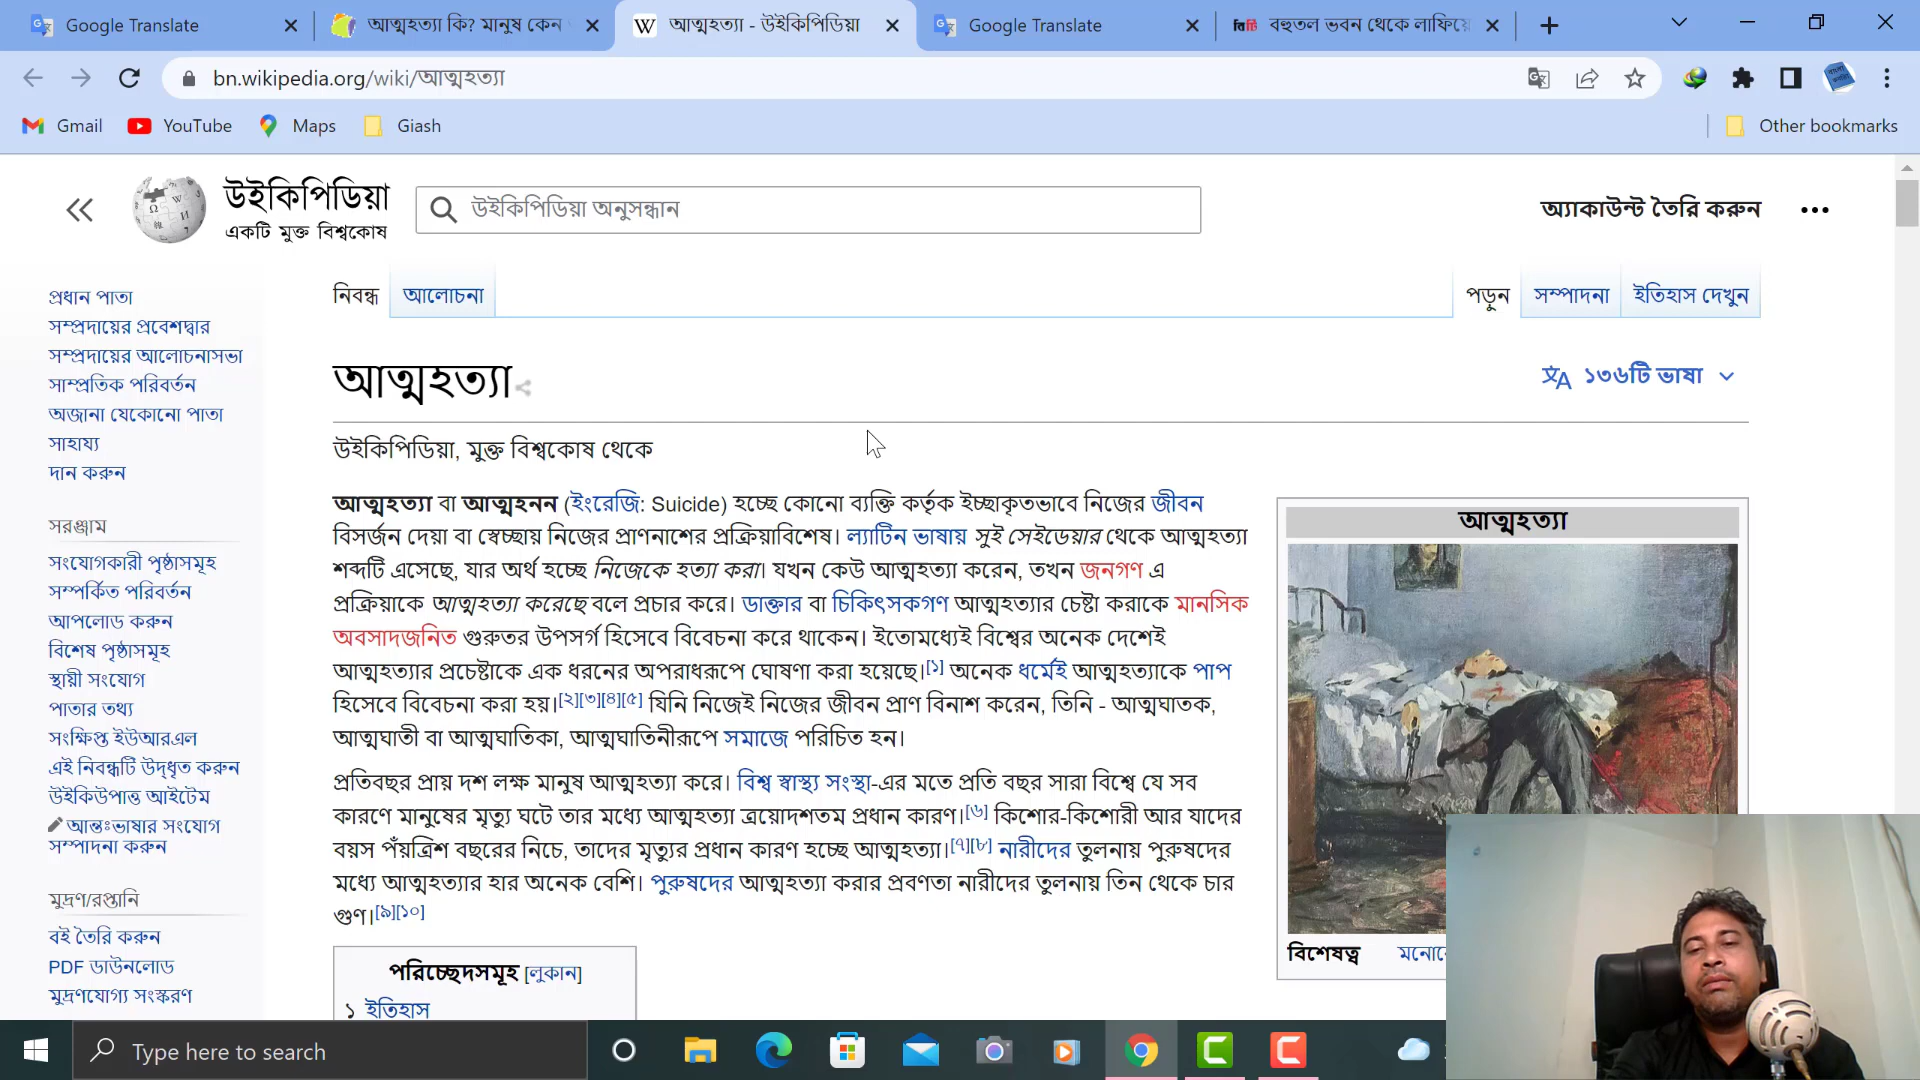 Google Translate
আত্মহত্যা কি? মানুষ কেন
আত্মহত্যা - উইকিপিডিয়া
Google Translate
বহুতল ভবন থেকে লাফিয়ে
bn.wikipedia.org/wiki/আত্মহত্যা
Gmail
YouTube
Maps
Giash
Other bookmarks
উইকিপিডিয়া
একটি মুক্ত বিশ্বকোষ
উইকিপিডিয়া অনুসন্ধান
অ্যাকাউন্ট তৈরি করুন
নিবন্ধ
আলোচনা
পড়ুন
সম্পাদনা
ইতিহাস দেখুন
প্রধান পাতা
সম্প্রদায়ের প্রবেশদ্বার
সম্প্রদায়ের আলোচনাসভা
সাম্প্রতিক পরিবর্তন
অজানা যেকোনো পাতা
সাহায্য
দান করুন
সরঞ্জাম
সংযোগকারী পৃষ্ঠাসমূহ
সম্পর্কিত পরিবর্তন
আপলোড করুন
বিশেষ পৃষ্ঠাসমূহ
স্থায়ী সংযোগ
পাতার তথ্য
সংক্ষিপ্ত ইউআরএল
এই নিবন্ধটি উদ্ধৃত করুন
উইকিউপাত্ত আইটেম
আন্তঃভাষার সংযোগ
সম্পাদনা করুন
মুদ্রণ/রপ্তানি
বই তৈরি করুন
PDF ডাউনলোড
মুদ্রণযোগ্য সংস্করণ
আত্মহত্যা
১৩৬টি ভাষা
উইকিপিডিয়া, মুক্ত বিশ্বকোষ থেকে
আত্মহত্যা বা আত্মহনন (ইংরেজি: Suicide) হচ্ছে কোনো ব্যক্তি কর্তৃক ইচ্ছাকৃতভাবে নিজের জীবন
বিসর্জন দেয়া বা স্বেচ্ছায় নিজের প্রাণনাশের প্রক্রিয়াবিশেষ। ল্যাটিন ভাষায় সুই সেইডেয়ার থেকে আত্মহত্যা
শব্দটি এসেছে, যার অর্থ হচ্ছে নিজেকে হত্যা করা। যখন কেউ আত্মহত্যা করেন, তখন জনগণ এ
প্রক্রিয়াকে আত্মহত্যা করেছে বলে প্রচার করে। ডাক্তার বা চিকিৎসকগণ আত্মহত্যার চেষ্টা করাকে মানসিক
অবসাদজনিত গুরুতর উপসর্গ হিসেবে বিবেচনা করে থাকেন। ইতোমধ্যেই বিশ্বের অনেক দেশেই
আত্মহত্যার প্রচেষ্টাকে এক ধরনের অপরাধরূপে ঘোষণা করা হয়েছে।[১] অনেক ধর্মেই আত্মহত্যাকে পাপ
হিসেবে বিবেচনা করা হয়।[২][৩][৪][৫] যিনি নিজেই নিজের জীবন প্রাণ বিনাশ করেন, তিনি - আত্মঘাতক,
আত্মঘাতী বা আত্মঘাতিকা, আত্মঘাতিনীরূপে সমাজে পরিচিত হন।
প্রতিবছর প্রায় দশ লক্ষ মানুষ আত্মহত্যা করে। বিশ্ব স্বাস্থ্য সংস্থা-এর মতে প্রতি বছর সারা বিশ্বে যে সব
কারণে মানুষের মৃত্যু ঘটে তার মধ্যে আত্মহত্যা ত্রয়োদশতম প্রধান কারণ।[৬] কিশোর-কিশোরী আর যাদের
বয়স পঁয়ত্রিশ বছরের নিচে, তাদের মৃত্যুর প্রধান কারণ হচ্ছে আত্মহত্যা।[৭][৮] নারীদের তুলনায় পুরুষদের
মধ্যে আত্মহত্যার হার অনেক বেশি। পুরুষদের আত্মহত্যা করার প্রবণতা নারীদের তুলনায় তিন থেকে চার
গুণ।[৯][১০]
পরিচ্ছেদসমূহ [লুকান]
১ ইতিহাস
আত্মহত্যা
বিশেষত্ব
Type here to search